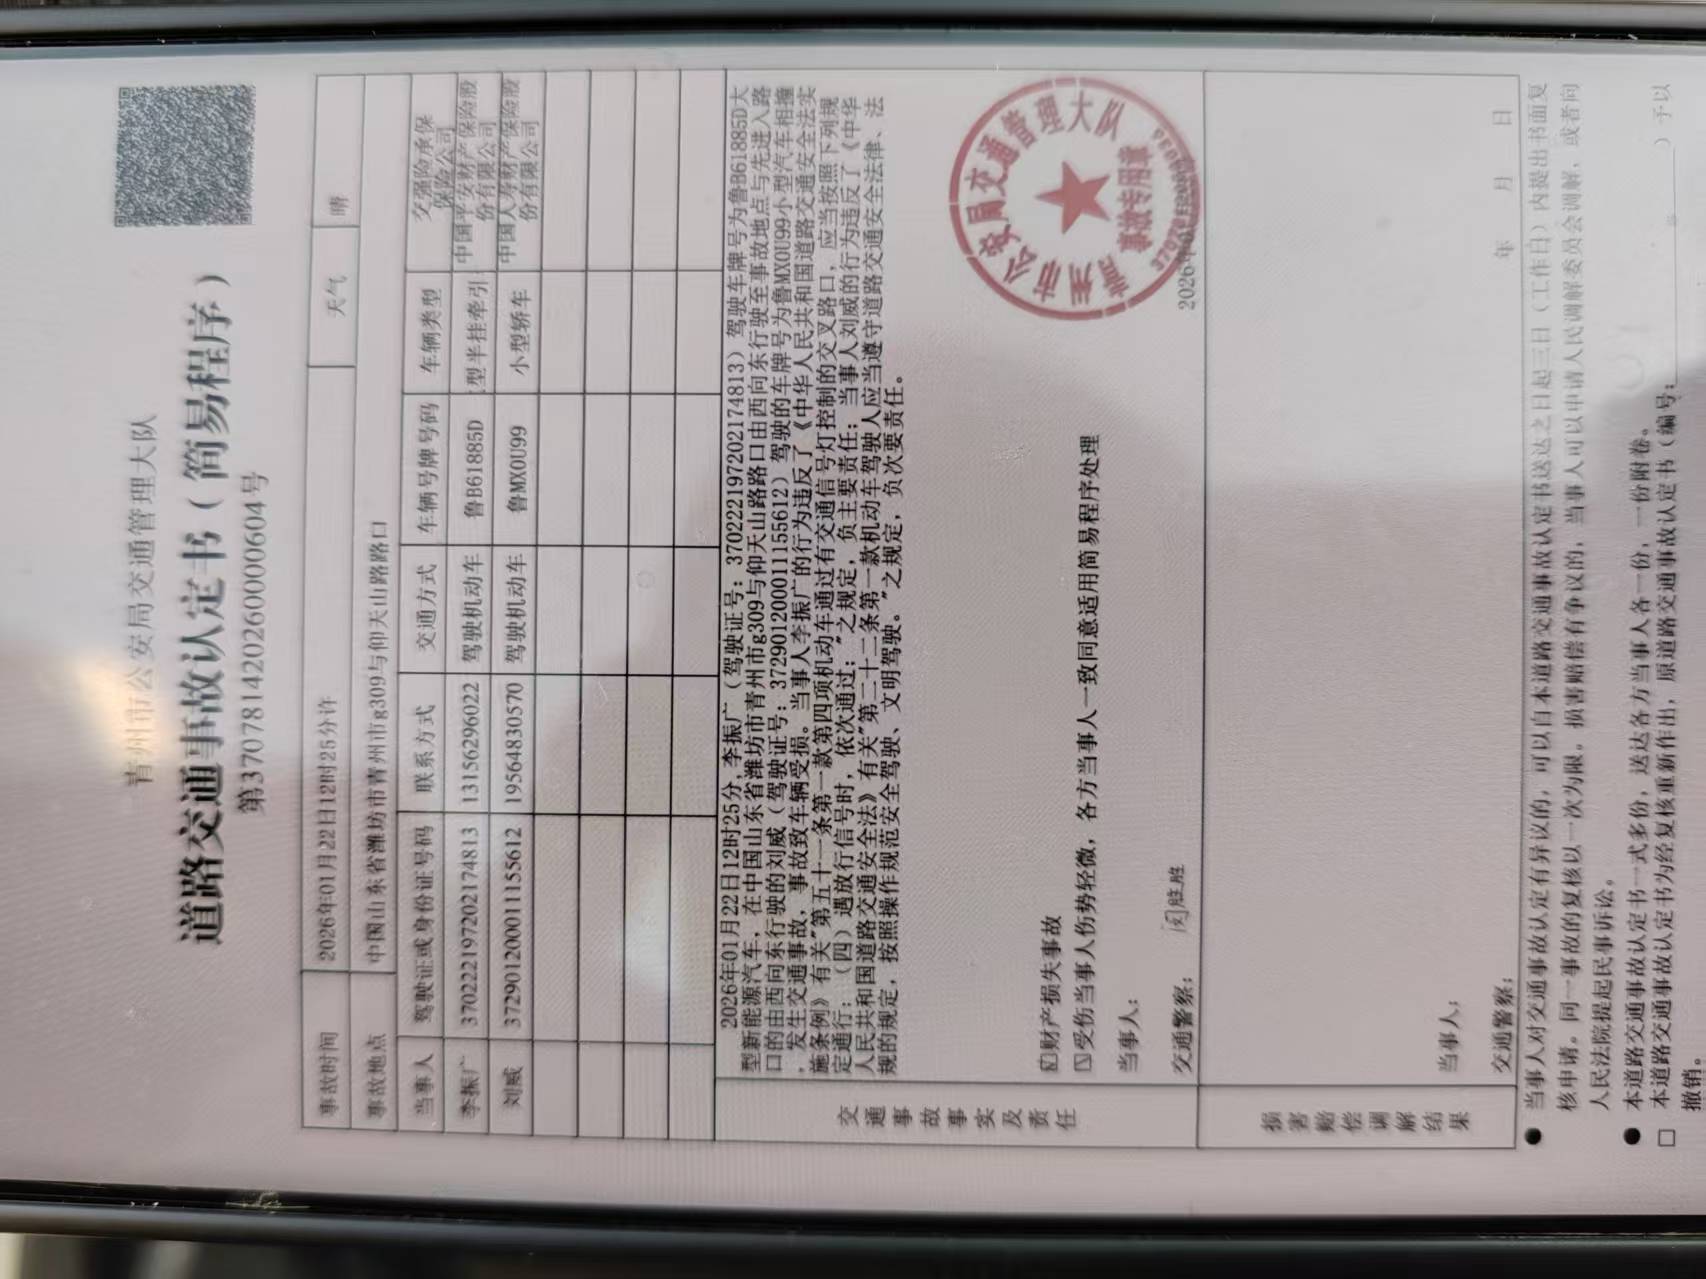 青州市公安局交通管理大队
道路交通事故认定书（简易程序）
第3707814202600000604号
事故时间 2026年01月22日12时25分许 天气 晴
事故地点 中国山东省潍坊市青州市g309与仰天山路路口
当事人 驾驶证或身份证号码 联系方式 交通方式 车辆号牌号码 车辆类型 交强险承保保险公司
李振广 370222197202174813 13156296022 驾驶机动车 鲁B61885D 型半挂牵引 中国平安财产保险股份有限公司
刘威 372901200011155612 19564830570 驾驶机动车 鲁MX0U99 小型轿车 中国人寿财产保险股份有限公司
交通事故事实及责任
2026年01月22日12时25分,李振广（驾驶证号：370222197202174813）驾驶车牌号为鲁B61885D大
型新能源汽车，在中国山东省潍坊市青州市g309与仰天山路路口由西向东行驶至事故地点与先进入路
口的由西向东行驶的刘威（驾驶证号：372901200011155612）驾驶的车牌号为鲁MX0U99小型汽车相撞
，发生交通事故，事故致车辆受损。当事人李振广的行为违反了《中华人民共和国道路交通安全法实
施条例》有关"第五十一条第一款第四项机动车通过有交通信号灯控制的交叉路口，应当按照下列规
定通行：（四）遇放行信号时，依次通过；"之规定，负主要责任；当事人刘威的行为违反了《中华
人民共和国道路交通安全法》有关"第二十二条第一款机动车驾驶人应当遵守道路交通安全法律、法
规的规定，按照操作规范安全驾驶、文明驾驶。"之规定，负次要责任。
财产损失事故
受伤当事人伤势轻微，各方当事人一致同意适用简易程序处理
当事人：
交通警察：
青州市公安局交通管理大队
事故专用章
损害赔偿调解结果
当事人：
交通警察： 年 月 日
● 当事人对交通事故认定有异议的，可以自本道路交通事故认定书送达之日起三日（工作日）内提出书面复
核申请。同一事故的复核以一次为限。损害赔偿有争议的，当事人可以申请人民调解委员会调解，或者向
人民法院提起民事诉讼。
● 本道路交通事故认定书一式多份，送达各方当事人各一份，一份附卷。
□ 本道路交通事故认定书为经复核重新作出，原道路交通事故认定书（编号： ）予以
撤销。